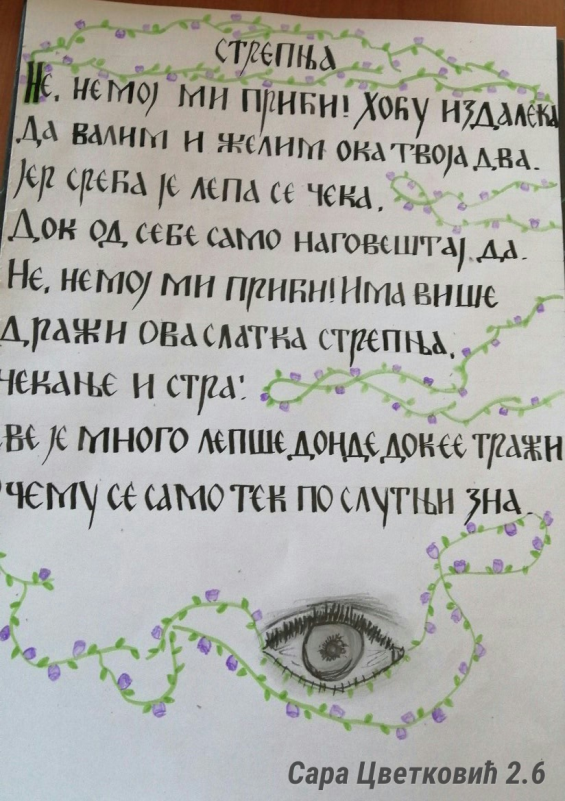 СТРЕПЊА
НЕ, НЕМОЈ МИ ПРИЋИ! ХОЋУ ИЗДАЛЕКА
ДА ВАЛИМ И ЖЕЛИМ ОКА ТВОЈА ДВА.
ЈЕР СРЕЋА ЈЕ ЛЕПА СЕ ЧЕКА,
ДОК ОД СЕБЕ САМО НАГОВЕШТАЈ ДА.
НЕ, НЕМОЈ МИ ПРИЋИ! ИМА ВИШЕ
ДРАЖИ ОВА СЛАТКА СТРЕПЊА,
ЧЕКАЊЕ И СТРА
ВЕ ЈЕ МНОГО ЛЕПШЕ ДОНДЕ ДОК СЕ ТРАЖИ
ЧЕМУ СЕ САМО ТЕК ПО СЛУТЊИ ЗНА.
Сара Цветковић 2.6